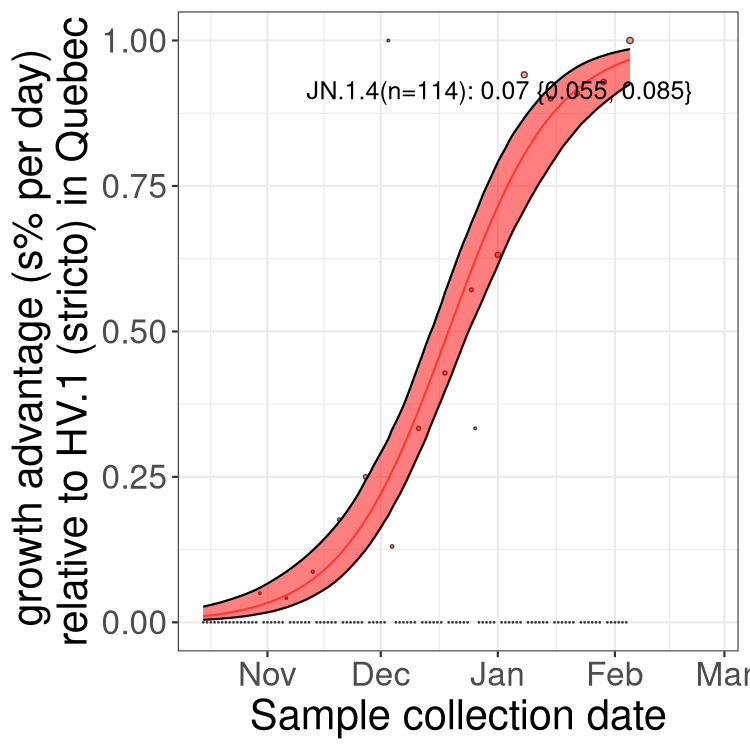 growth advantage (s% per day)
relative to HV.1 (stricto) in Quebec
1.00
0.75
0.50
0.25
0.00
JN.1.4(n=114): 0.07 {0.055, 0.085}
Nov Dec Jan Feb Mar
Sample collection date